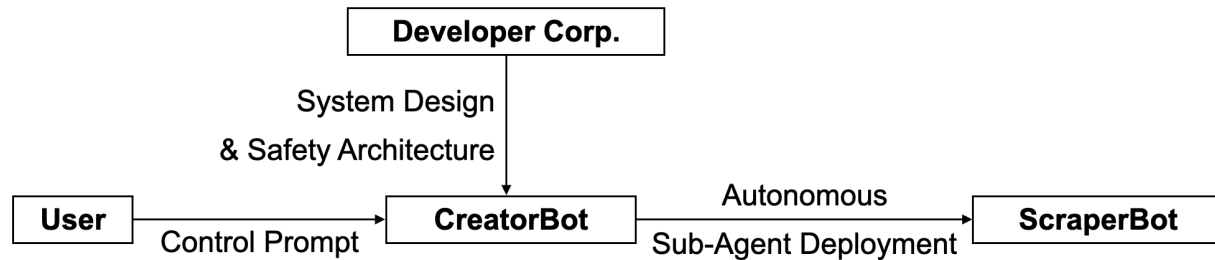 Developer Corp.
System Design
& Safety Architecture
User
Control Prompt
CreatorBot
Autonomous
Sub-Agent Deployment
ScraperBot